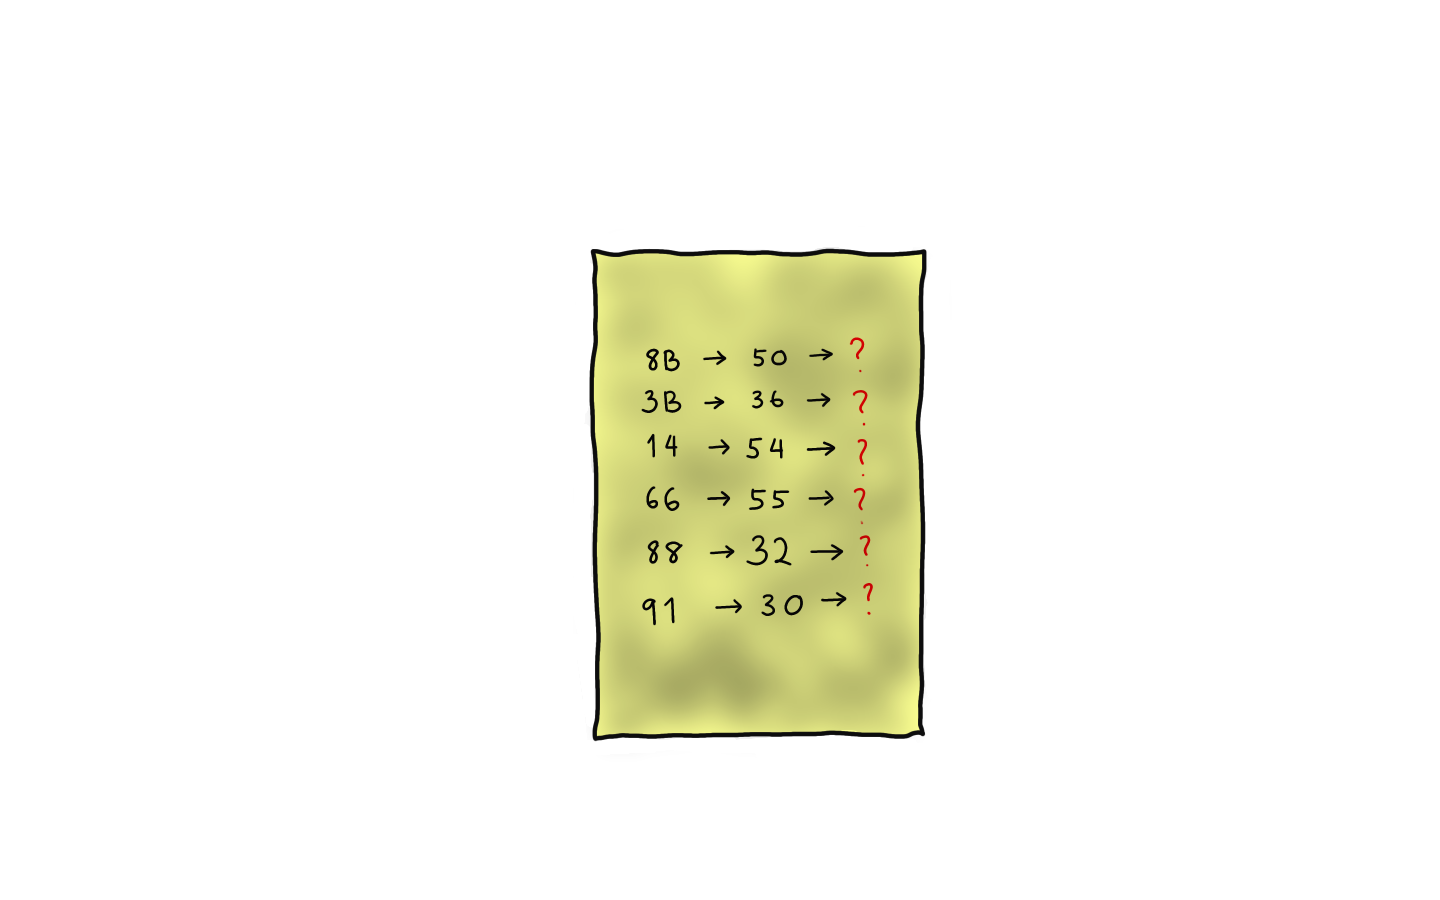 8B → 50 → ?
3B → 36 → ?
14 → 54 → ?
66 → 55 → ?
88 → 32 → ?
91 → 30 → ?